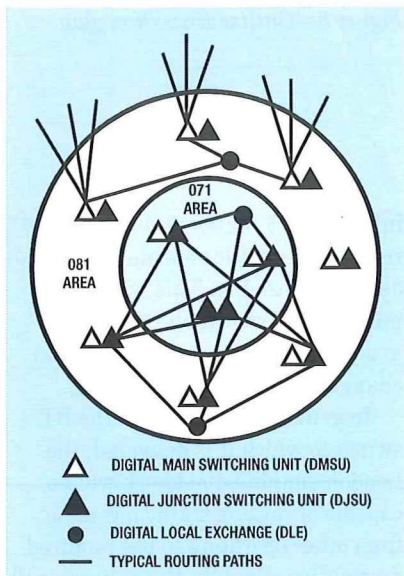 071
AREA
081
AREA
DIGITAL MAIN SWITCHING UNIT (DMSU)
DIGITAL JUNCTION SWITCHING UNIT (DJSU)
DIGITAL LOCAL EXCHANGE (DLE)
TYPICAL ROUTING PATHS